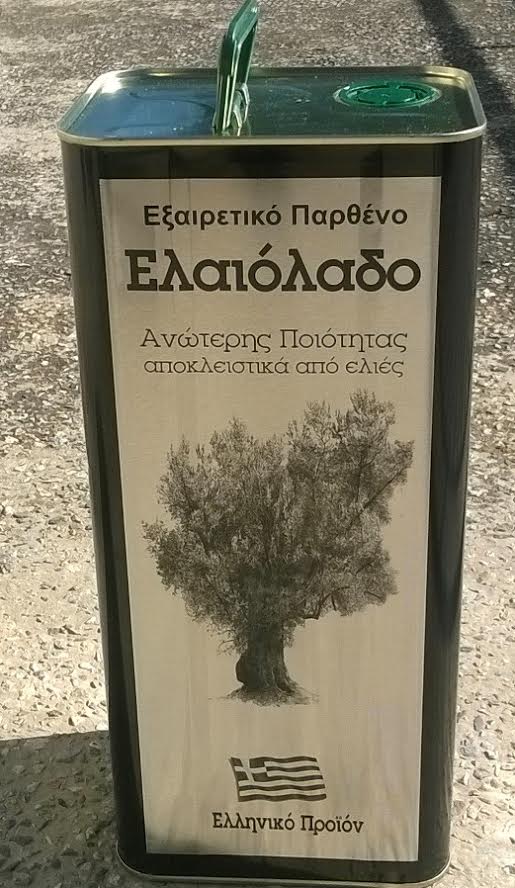 Εξαιρετικό Παρθένο
Ελαιόλαδο
Ανώτερης Ποιότητας
αποκλειστικά από ελιές
Ελληνικό Προϊόν